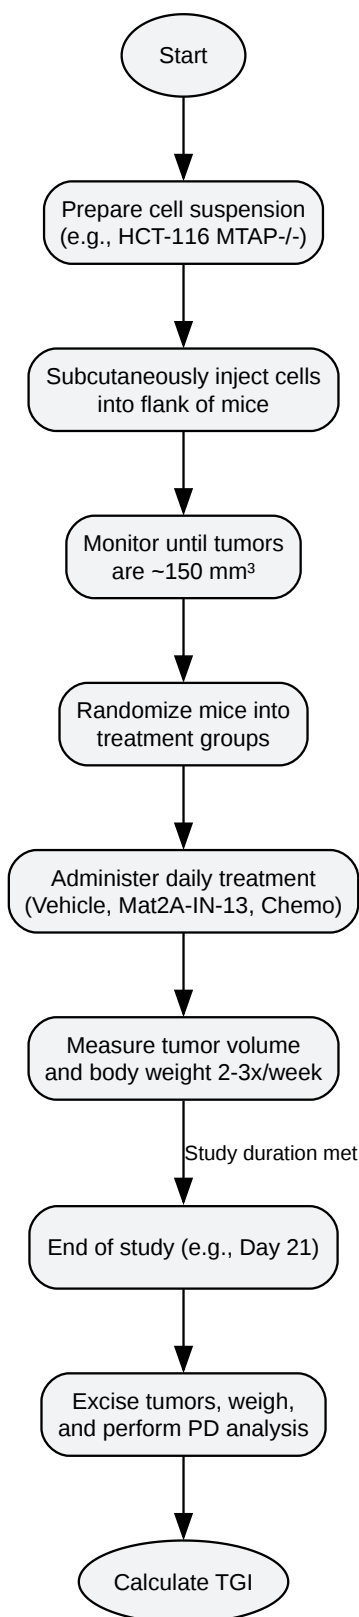 Start
Prepare cell suspension
(e.g., HCT-116 MTAP-/-)
Subcutaneously inject cells
into flank of mice
Monitor until tumors
are ~150 mm³
Randomize mice into
treatment groups
Administer daily treatment
(Vehicle, Mat2A-IN-13, Chemo)
Measure tumor volume
and body weight 2-3x/week
Study duration met
End of study (e.g., Day 21)
Excise tumors, weigh,
and perform PD analysis
Calculate TGI